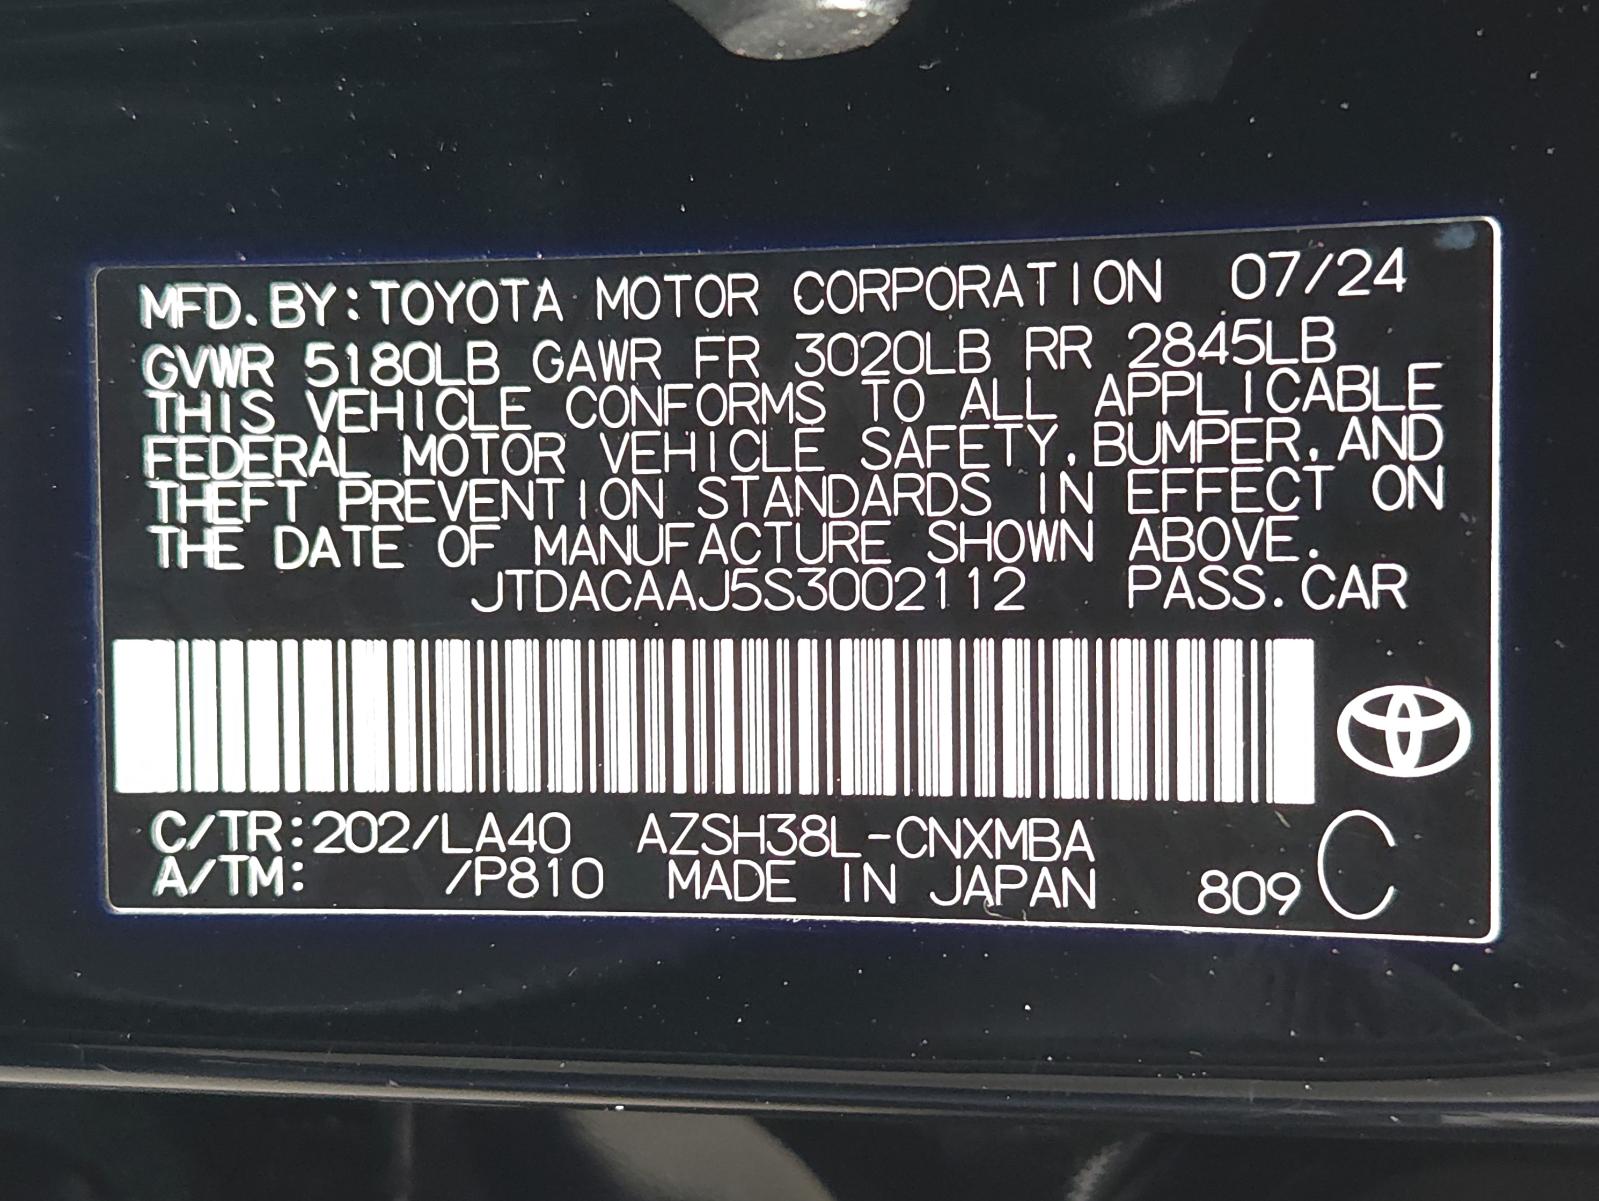 MFD. BY: TOYOTA MOTOR CORPORATION 07/24
GVWR 5180LB GAWR FR 3020LB RR 2845LB
THIS VEHICLE CONFORMS TO ALL APPLICABLE
FEDERAL MOTOR VEHICLE SAFETY, BUMPER, AND
THEFT PREVENTION STANDARDS IN EFFECT ON
THE DATE OF MANUFACTURE SHOWN ABOVE.
JTDACAAJ5S3002112 PASS. CAR
C/TR: 202/LA40 AZSH38L-CNXMBA
A/TM: /P810 MADE IN JAPAN 809 C